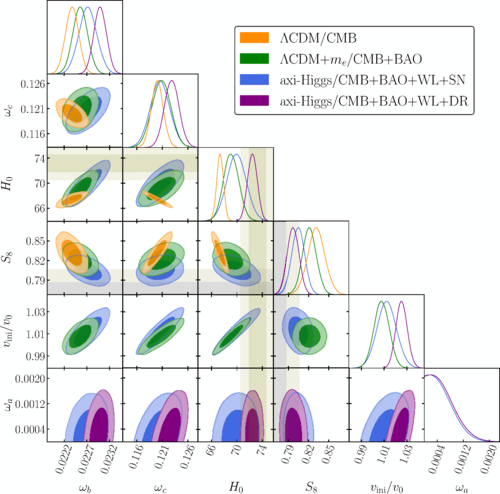 ΛCDM/CMB
ΛCDM+mₑ/CMB+BAO
axi-Higgs/CMB+BAO+WL+SN
axi-Higgs/CMB+BAO+WL+DR
ω_c
0.126
0.121
0.116
H₀
74
70
66
S₈
0.85
0.82
0.79
v_ini/v₀
1.03
1.01
0.99
ω_a
0.0020
0.0012
0.0004
0.0222 0.0227 0.0232 0.116 0.121 0.126 66 70 74 0.79 0.82 0.85 0.99 1.01 1.03 0.0004 0.0012 0.0020
ω_b ω_c H₀ S₈ v_ini/v₀ ω_a